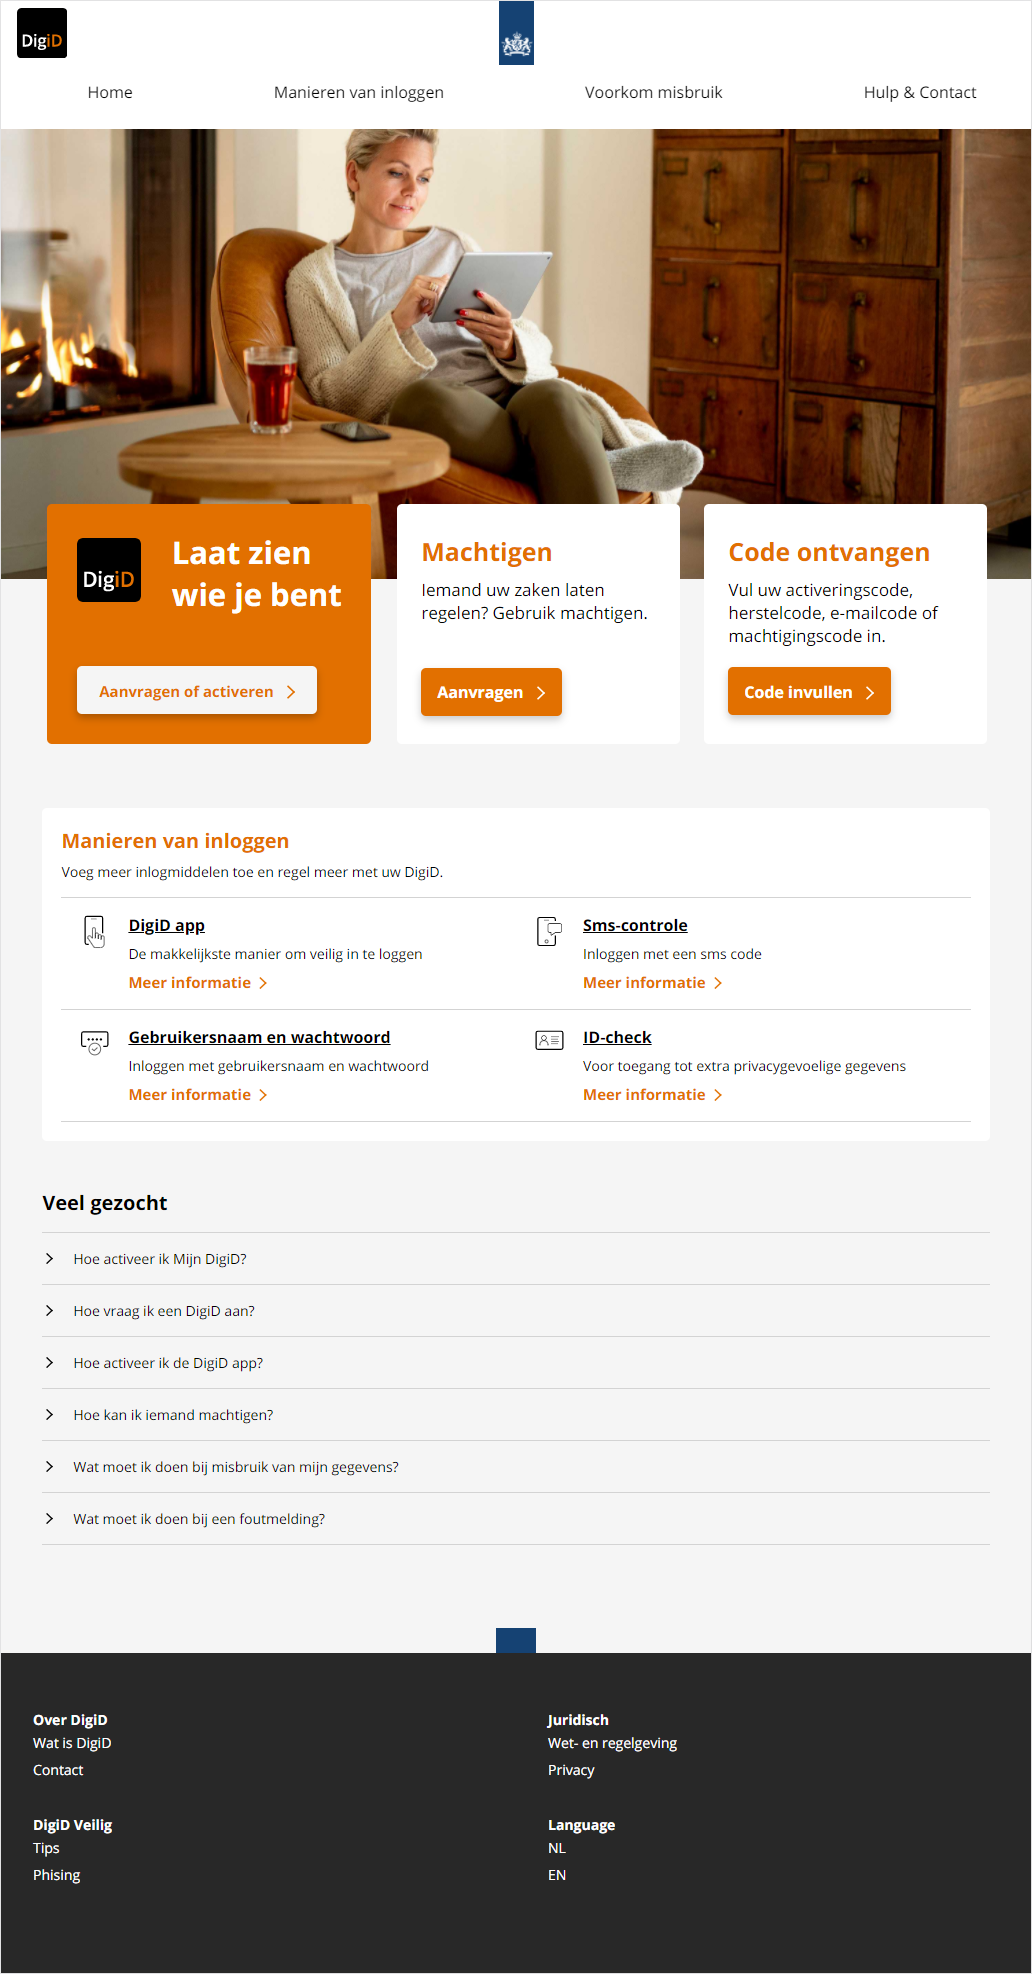 DigiD
Home
Manieren van inloggen
Voorkom misbruik
Hulp & Contact
DigiD
Laat zien
wie je bent
Aanvragen of activeren
Machtigen
Iemand uw zaken laten
regelen? Gebruik machtigen.
Aanvragen
Code ontvangen
Vul uw activeringscode,
herstelcode, e-mailcode of
machtigingscode in.
Code invullen
Manieren van inloggen
Voeg meer inlogmiddelen toe en regel meer met uw DigiD.
DigiD app
De makkelijkste manier om veilig in te loggen
Meer informatie
Sms-controle
Inloggen met een sms code
Meer informatie
Gebruikersnaam en wachtwoord
Inloggen met gebruikersnaam en wachtwoord
Meer informatie
ID-check
Voor toegang tot extra privacygevoelige gegevens
Meer informatie
Veel gezocht
Hoe activeer ik Mijn DigiD?
Hoe vraag ik een DigiD aan?
Hoe activeer ik de DigiD app?
Hoe kan ik iemand machtigen?
Wat moet ik doen bij misbruik van mijn gegevens?
Wat moet ik doen bij een foutmelding?
Over DigiD
Wat is DigiD
Contact
Juridisch
Wet- en regelgeving
Privacy
DigiD Veilig
Tips
Phising
Language
NL
EN